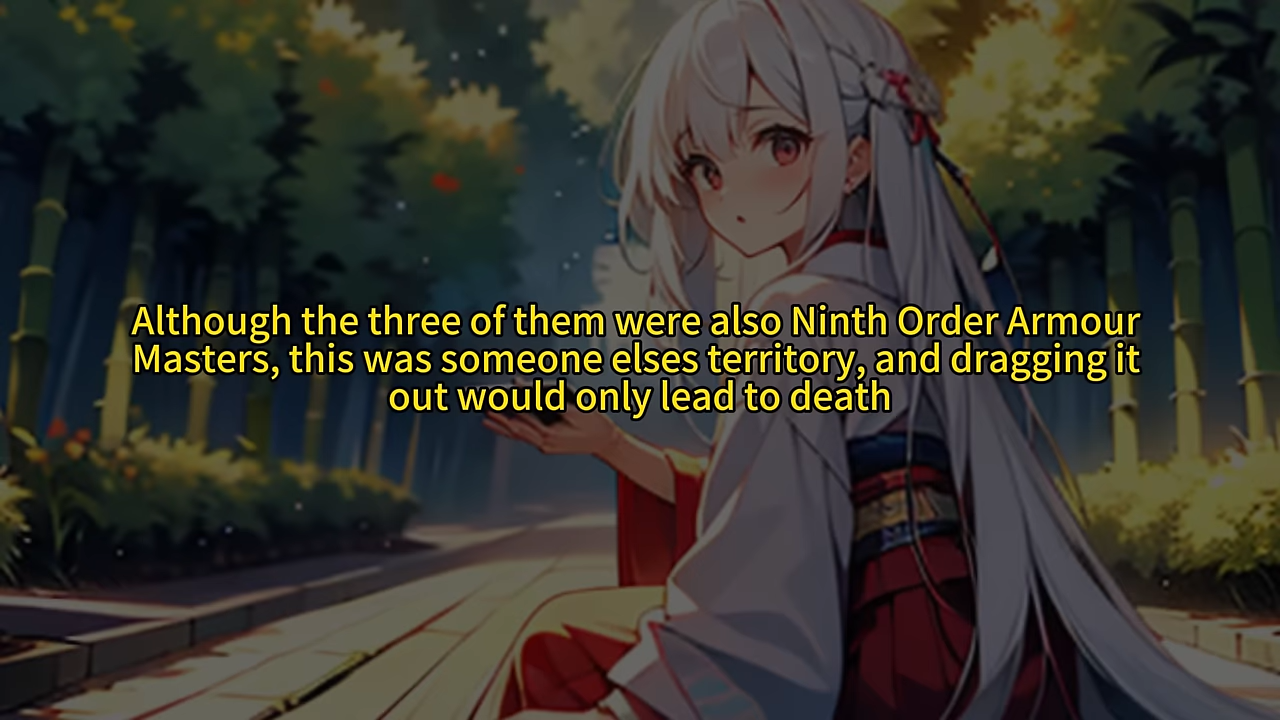 Although the three of them were also Ninth Order Armour
Masters, this was someone elses territory, and dragging it
out would only lead to death